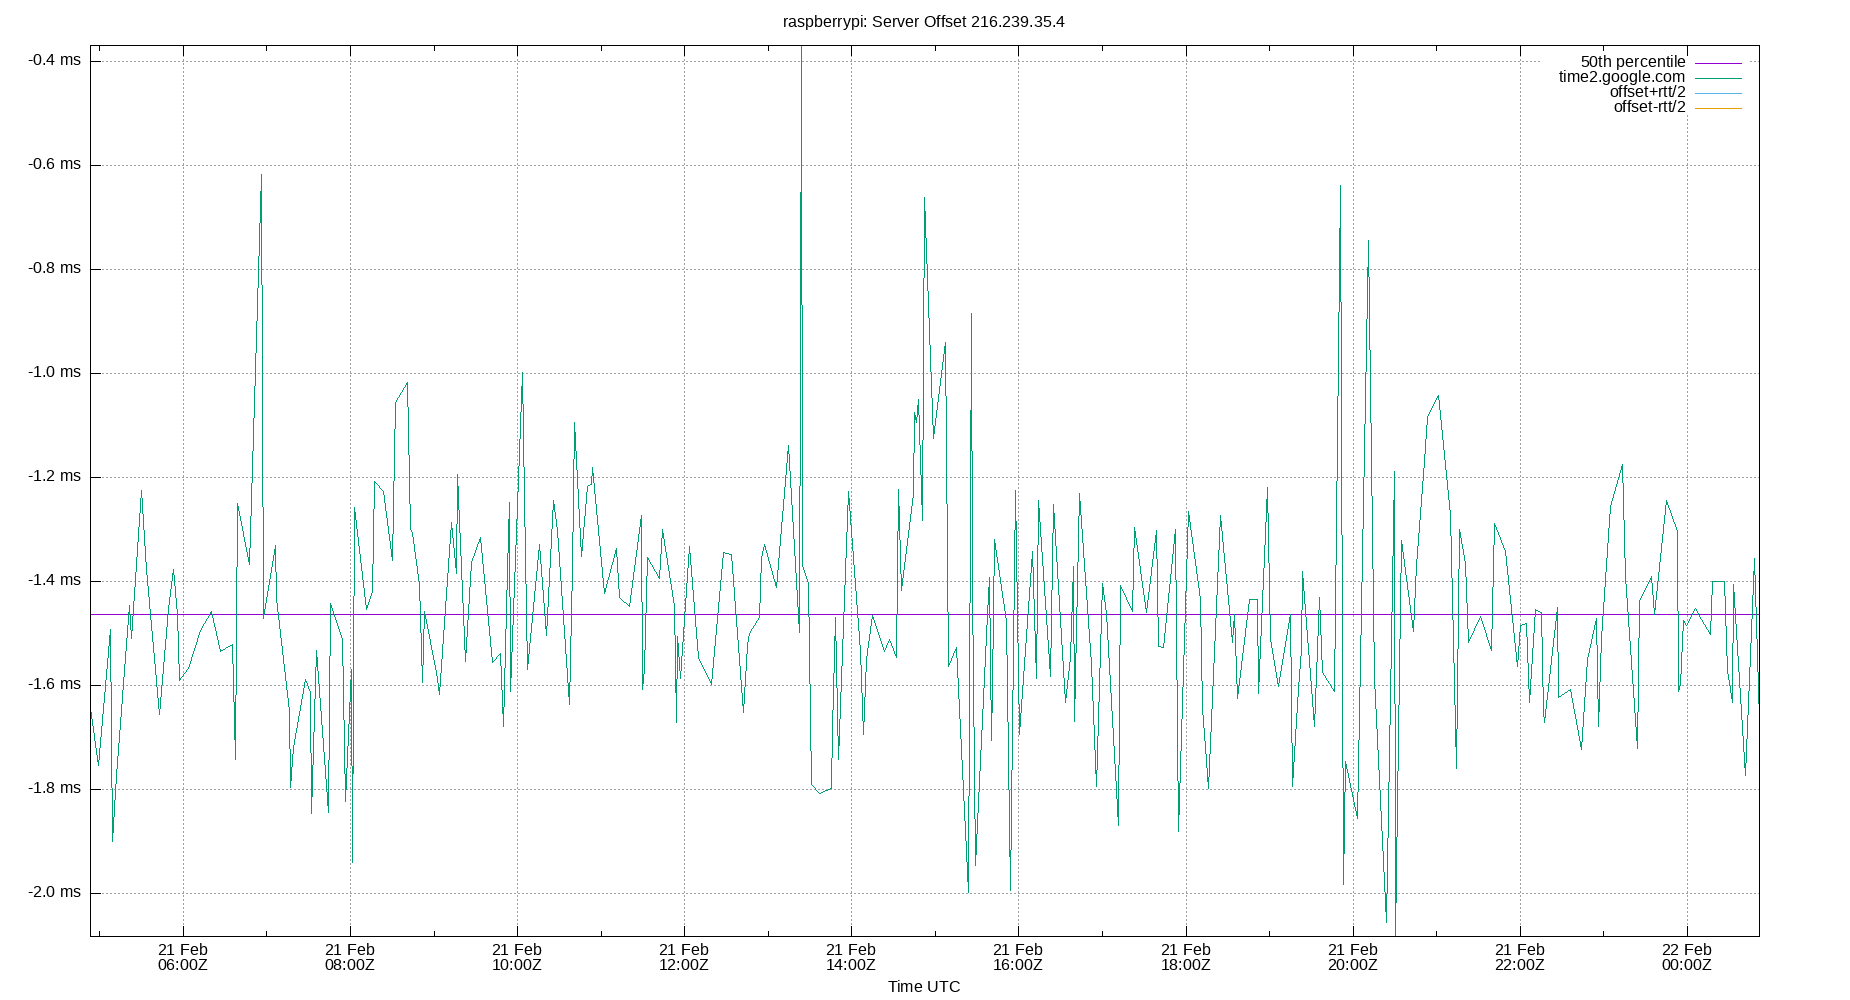 raspberrypi: Server Offset 216.239.35.4
50th percentile
time2.google.com
offset+rtt/2
offset-rtt/2
-0.4 ms
-0.6 ms
-0.8 ms
-1.0 ms
-1.2 ms
-1.4 ms
-1.6 ms
-1.8 ms
-2.0 ms
21 Feb 21 Feb 21 Feb 21 Feb 21 Feb 21 Feb 21 Feb 21 Feb 21 Feb 22 Feb
06:00Z 08:00Z 10:00Z 12:00Z 14:00Z 16:00Z 18:00Z 20:00Z 22:00Z 00:00Z
Time UTC